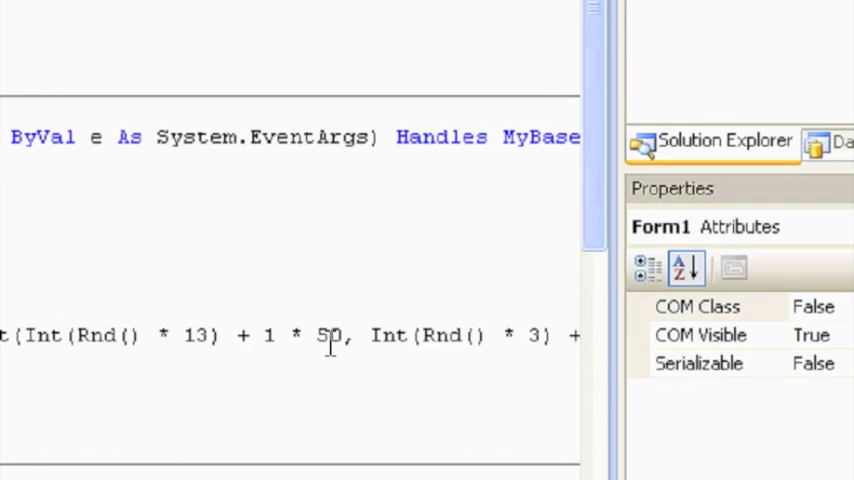 ByVal e As System.EventArgs) Handles MyBase
t(Int(Rnd() * 13) + 1 * 50, Int(Rnd() * 3) +
Solution Explorer
Da
Properties
Form1 Attributes
COM Class False
COM Visible True
Serializable False